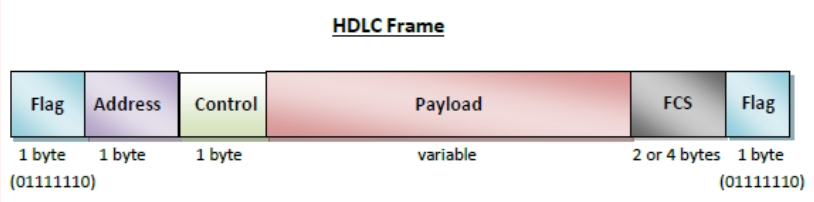 HDLC Frame
Flag Address Control Payload FCS Flag
1 byte 1 byte 1 byte variable 2 or 4 bytes 1 byte
(01111110) (01111110)